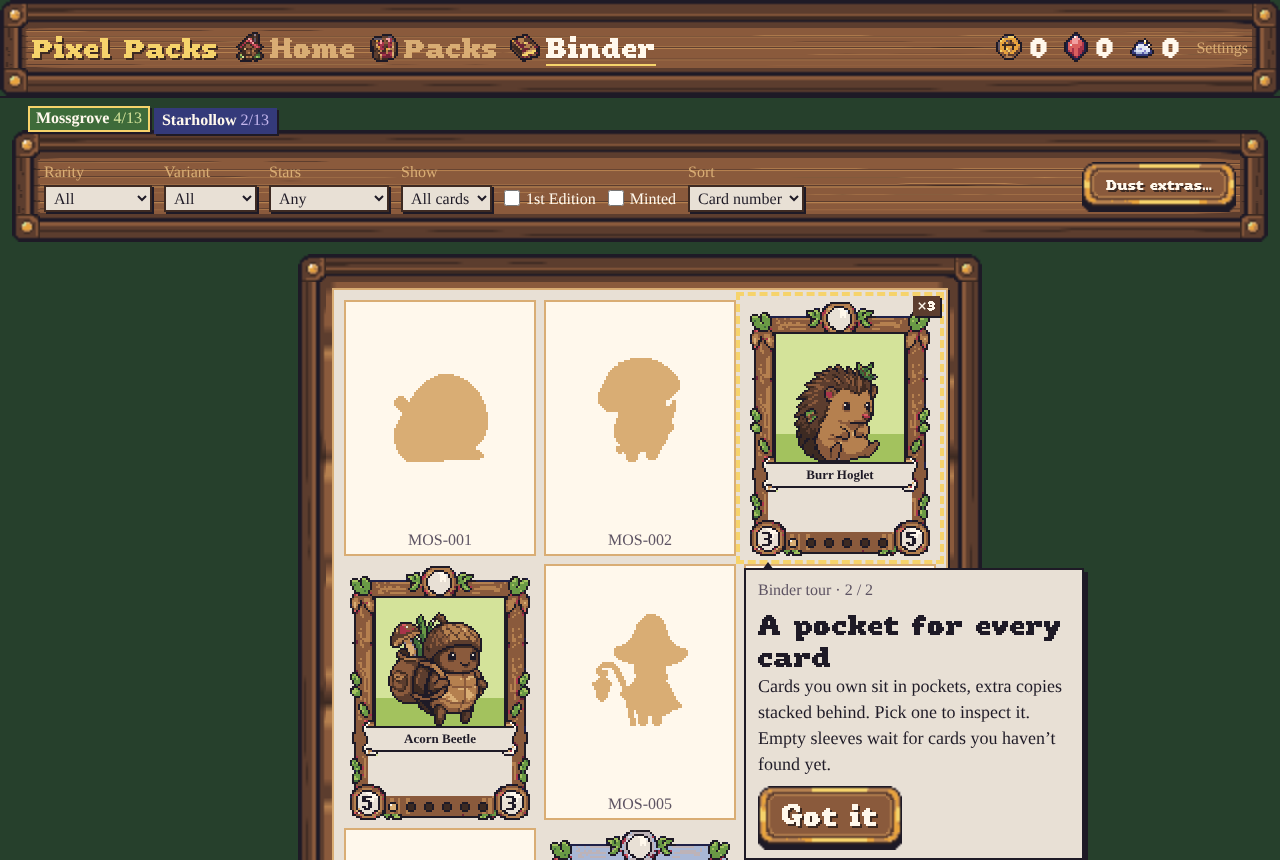 Pixel Packs Home Packs Binder 0 0 0 Settings
Mossgrove 4/13 Starhollow 2/13
Rarity Variant Stars Show Sort
All All Any All cards 1st Edition Minted Card number Dust extras…
×3
Burr Hoglet
MOS-001 MOS-002 3 5
Binder tour · 2 / 2
A pocket for every
card
Cards you own sit in pockets, extra copies
stacked behind. Pick one to inspect it.
Empty sleeves wait for cards you haven’t
found yet.
Got it
Acorn Beetle
5 3 MOS-005